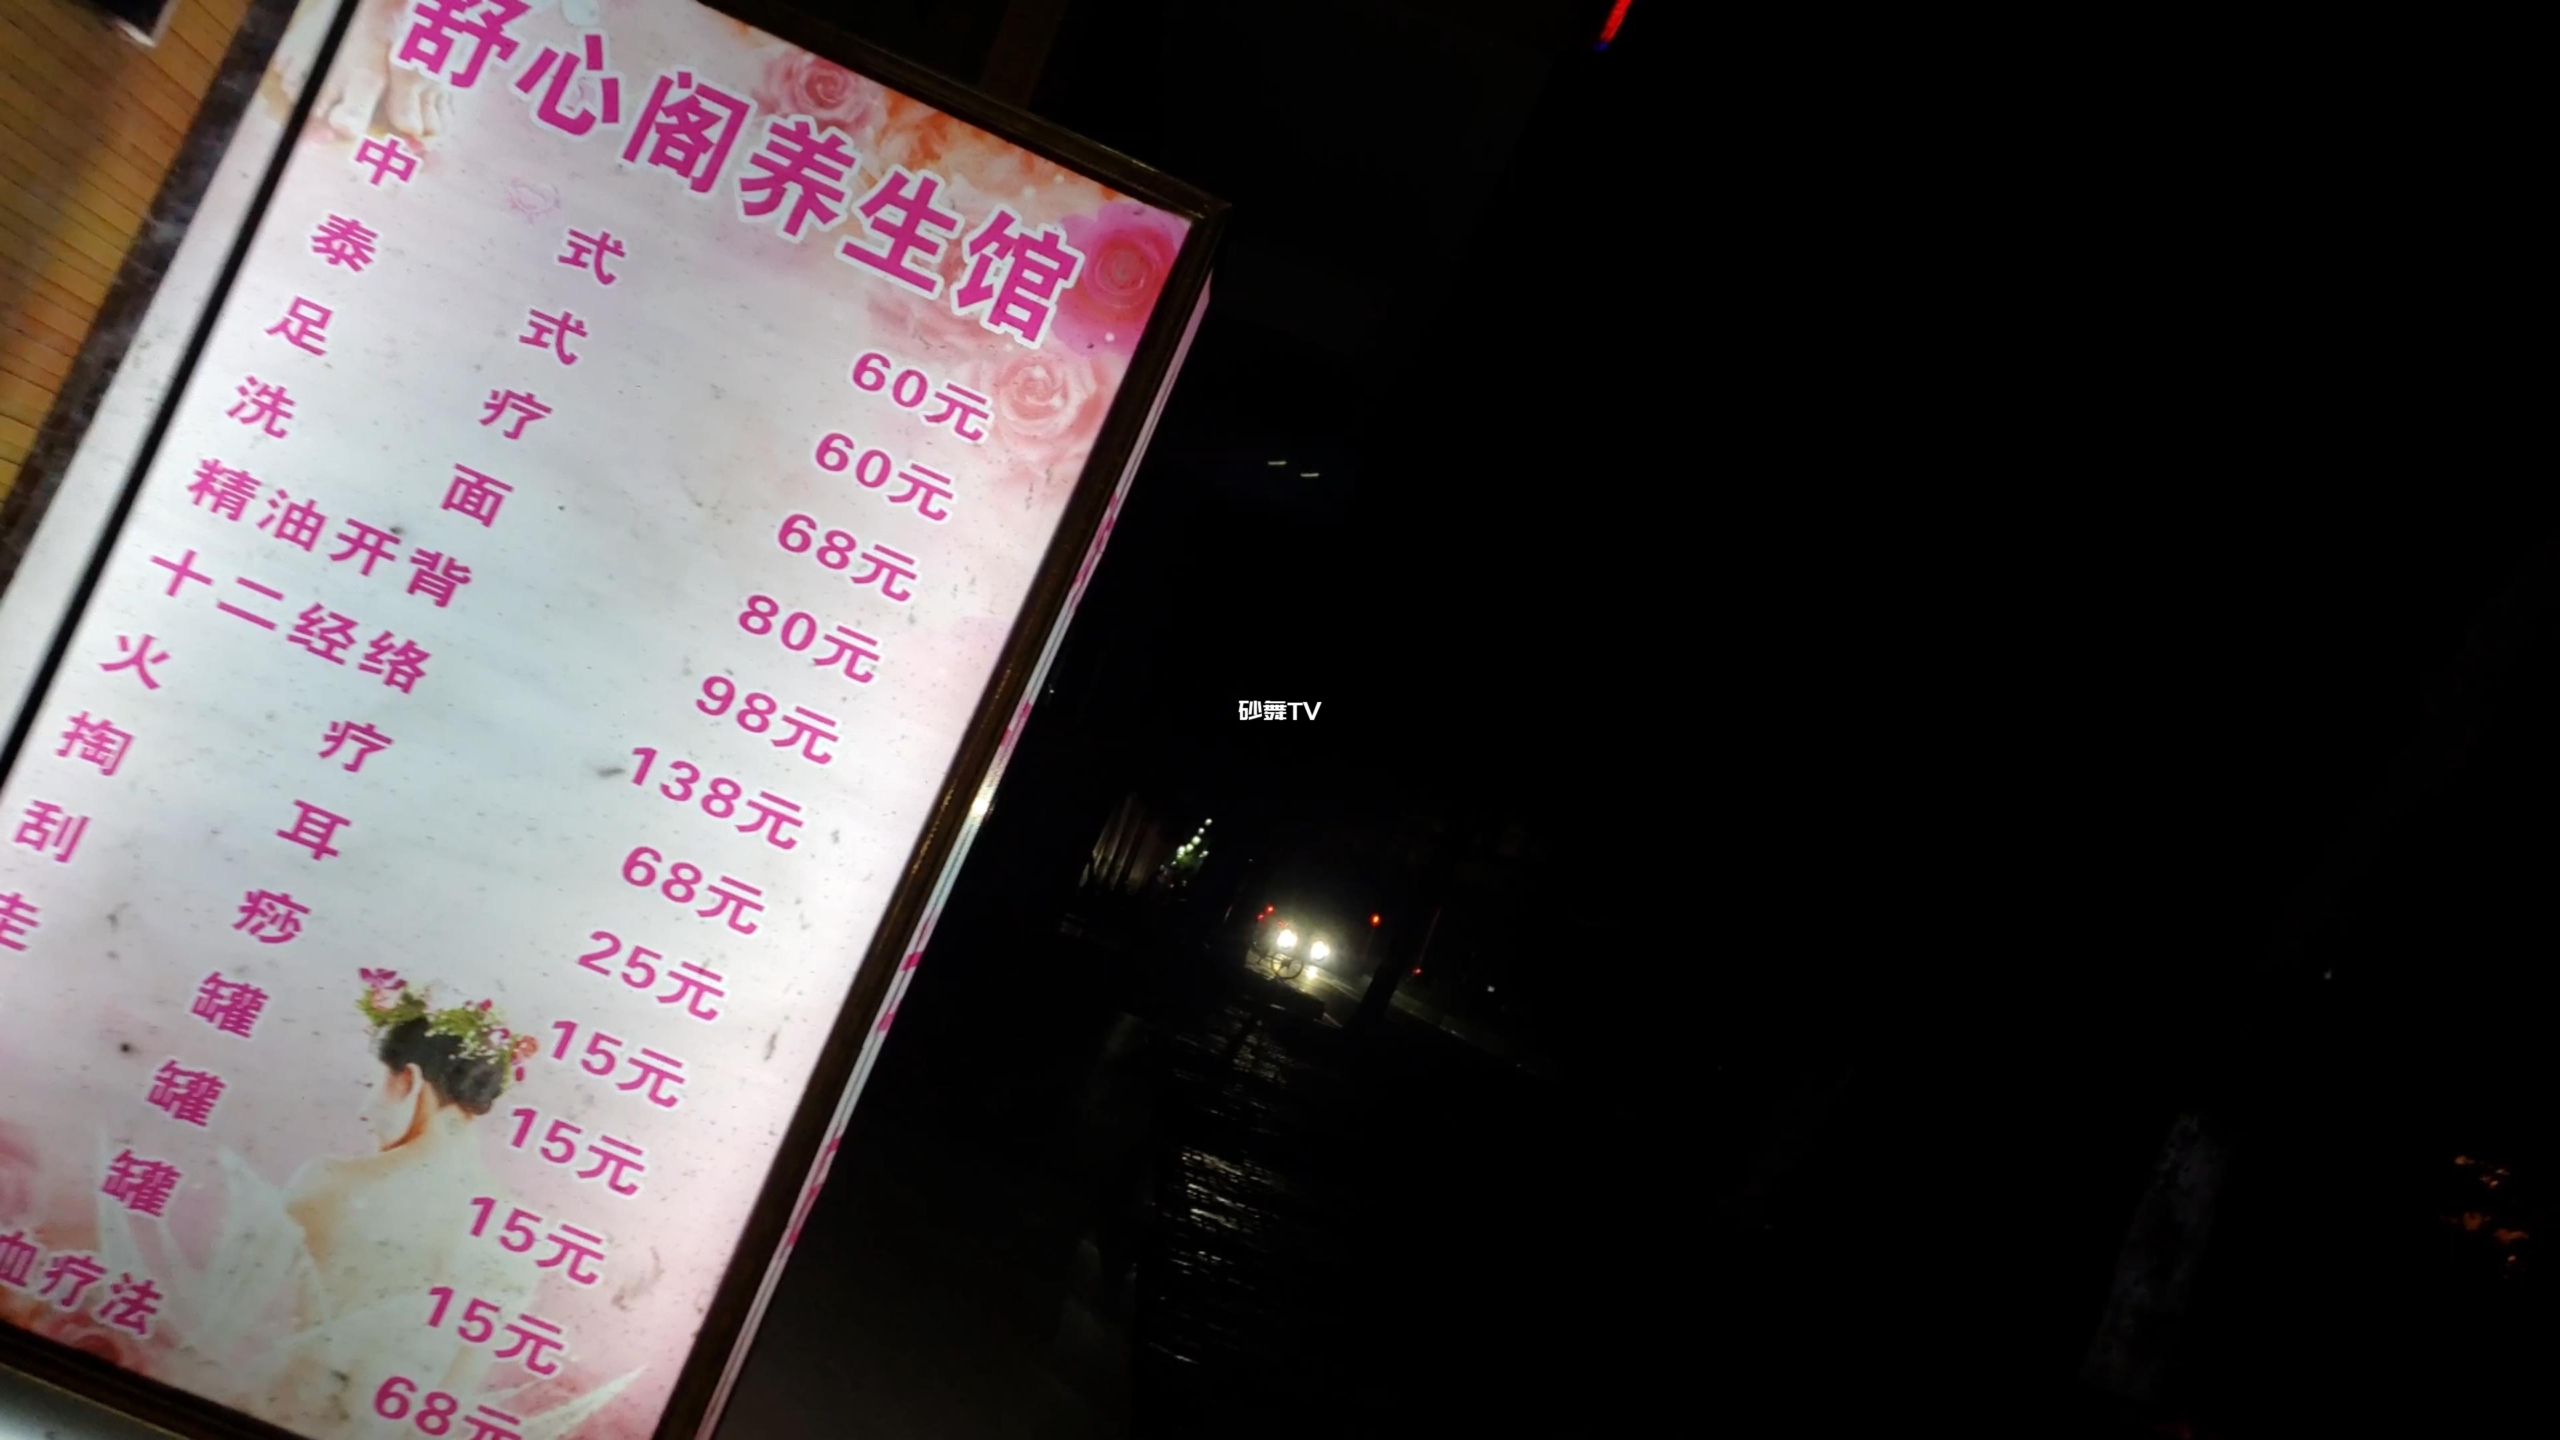 舒心阁养生馆
中式 60元
泰式 60元
足疗 68元
洗面 80元
精油开背 98元
十二经络 138元
火疗 68元
掏耳 25元
刮痧 15元
走罐 15元
罐 15元
罐 15元
血疗法 68元
砂舞TV